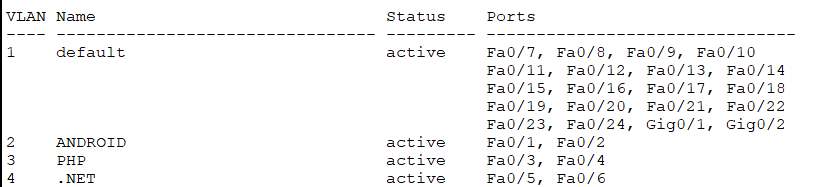 VLAN Name                             Status    Ports
---- -------------------------------- --------- -------------------------------
1    default                          active    Fa0/7, Fa0/8, Fa0/9, Fa0/10
                                                Fa0/11, Fa0/12, Fa0/13, Fa0/14
                                                Fa0/15, Fa0/16, Fa0/17, Fa0/18
                                                Fa0/19, Fa0/20, Fa0/21, Fa0/22
                                                Fa0/23, Fa0/24, Gig0/1, Gig0/2
2    ANDROID                          active    Fa0/1, Fa0/2
3    PHP                              active    Fa0/3, Fa0/4
4    .NET                             active    Fa0/5, Fa0/6